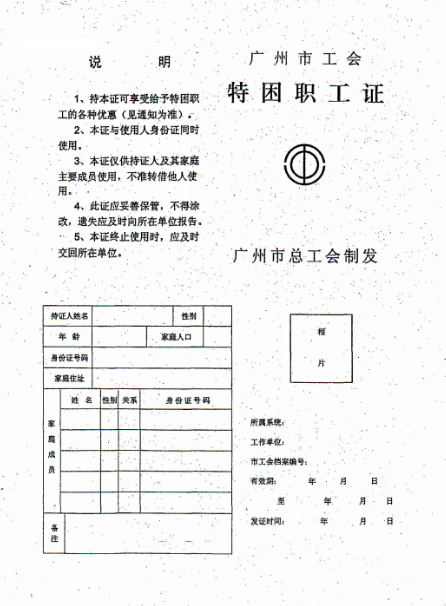 说 明
1、持本证可享受给予特困职
工的各种优惠（见通知为准）。
2、本证与使用人身份证同时
使用。
3、本证仅供持证人及其家庭
主要成员使用，不准转借他人使
用。
4、此证应妥善保管，不得涂
改，遗失应及时向所在单位报告。
5、本证终止使用时，应及时
交回所在单位。
广州市工会
特困职工证
广州市总工会制发
持证人姓名 性别
年 龄 家庭人口
身份证号码
家庭住址
家庭成员
姓 名 性别 关系 身份证号码
备注
相
片
所属系统：
工作单位：
市工会档案编号：
有效期： 年 月 日
至 年 月 日
发证时间： 年 月 日